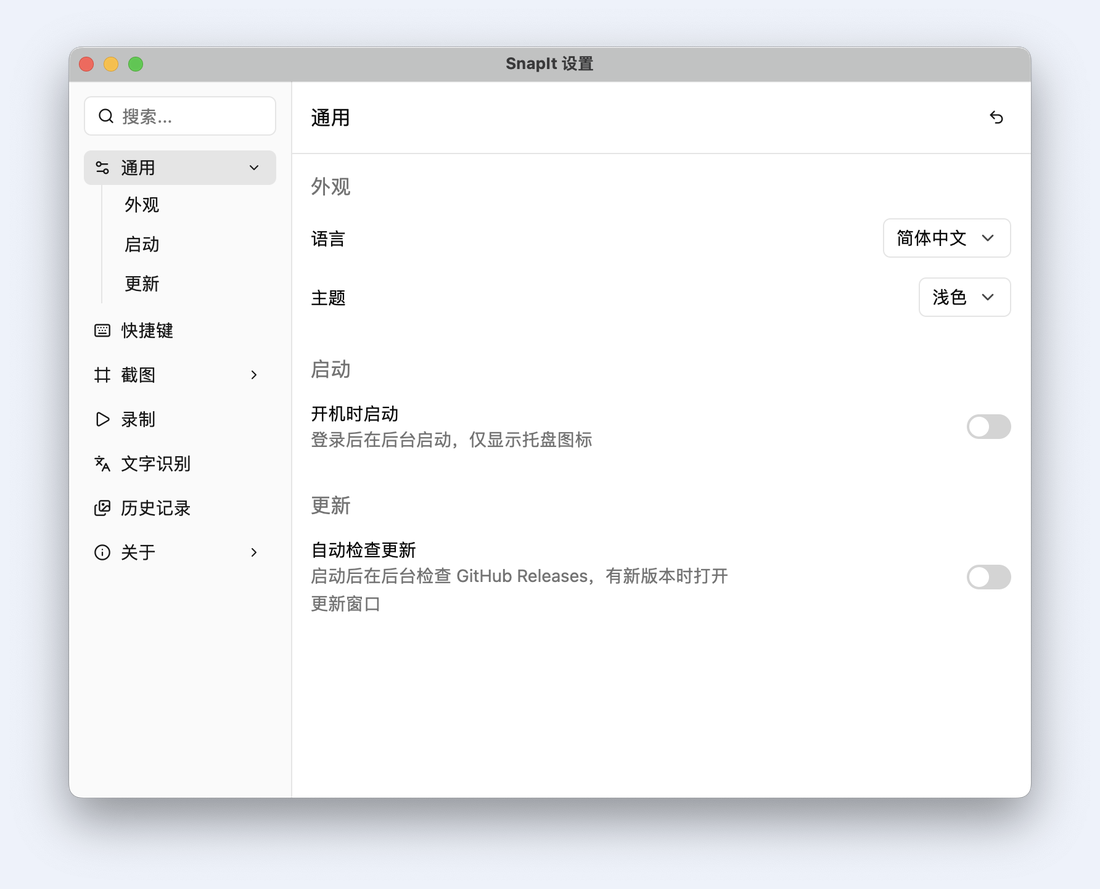 SnapIt 设置
搜索...
通用
外观
启动
更新
快捷键
截图
录制
文字识别
历史记录
关于
通用
外观
语言
简体中文
主题
浅色
启动
开机时启动
登录后在后台启动，仅显示托盘图标
更新
自动检查更新
启动后在后台检查 GitHub Releases，有新版本时打开
更新窗口